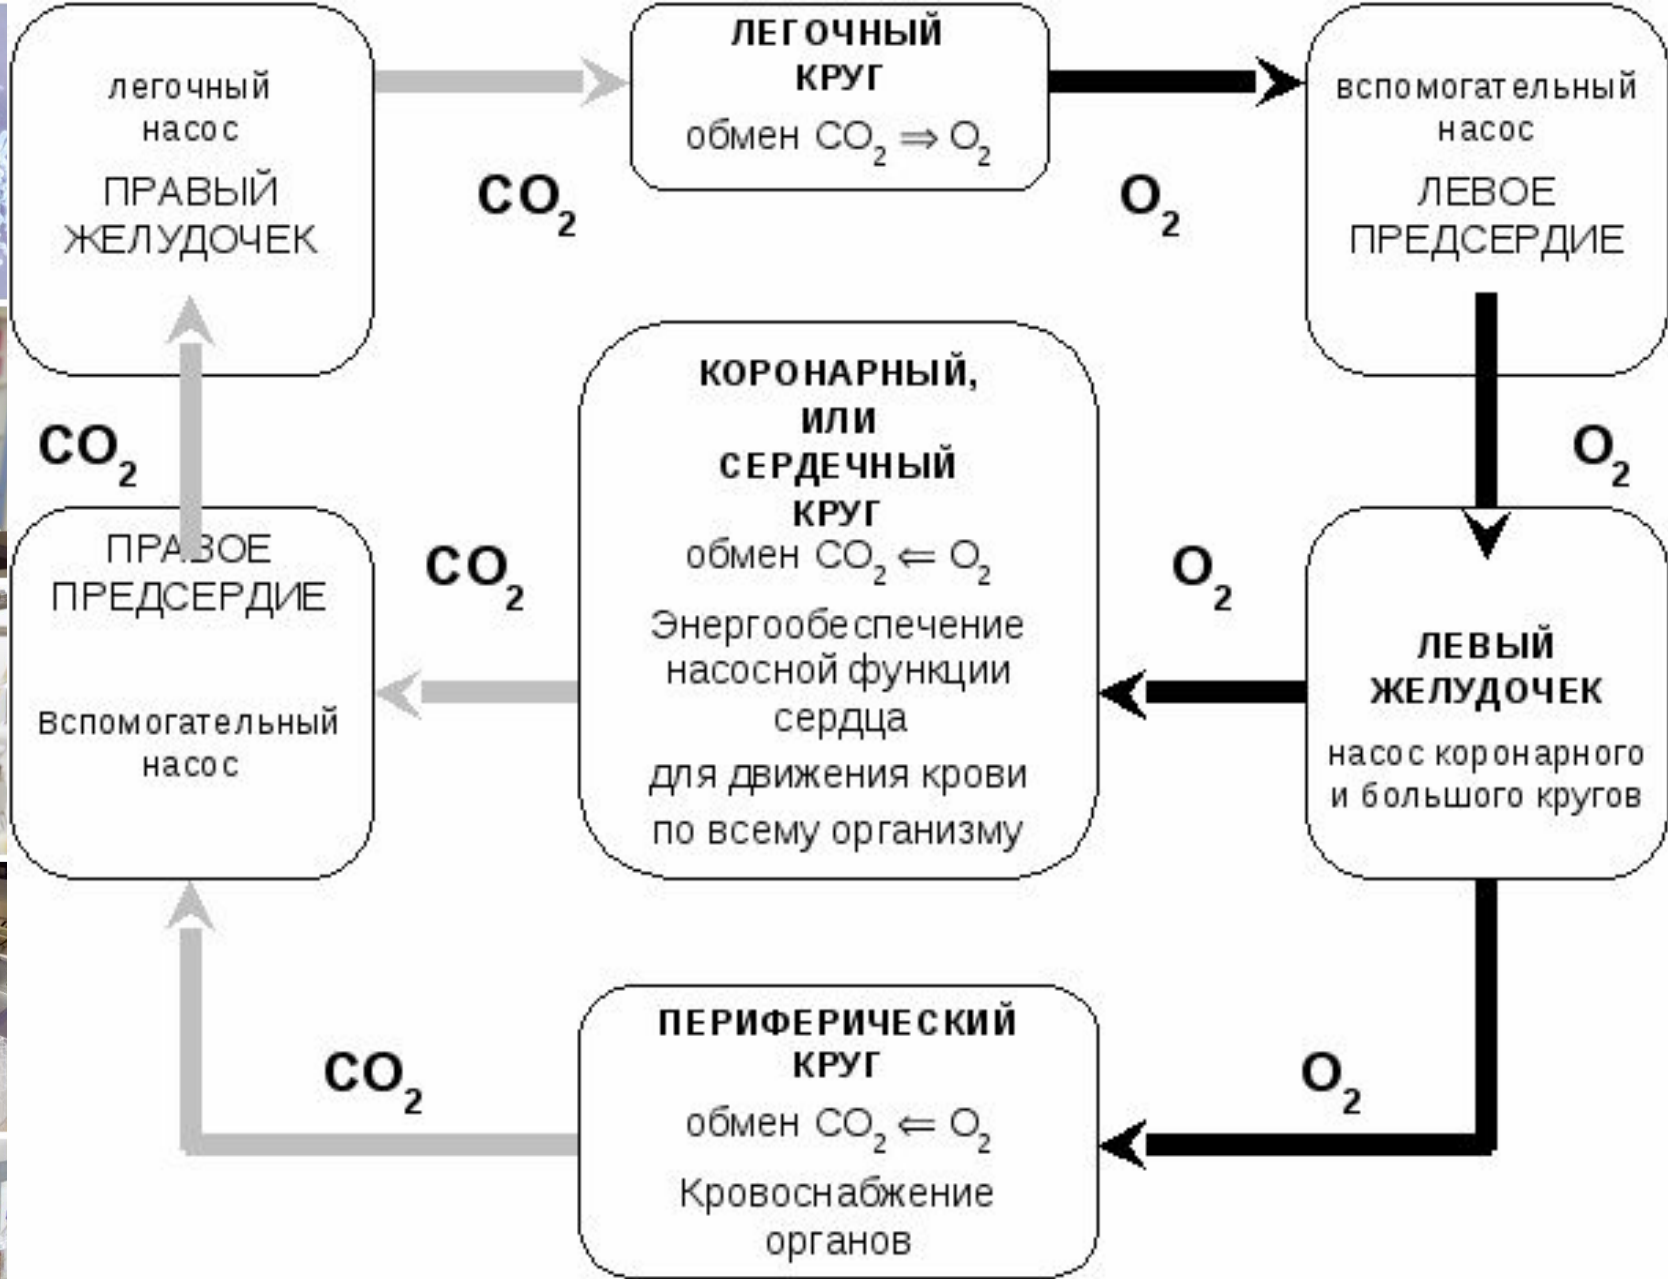 легочный
насос
ПРАВЫЙ
ЖЕЛУДОЧЕК
CO2
ЛЕГОЧНЫЙ
КРУГ
обмен CO2 ⇒ O2
O2
вспомогательный
насос
ЛЕВОЕ
ПРЕДСЕРДИЕ
CO2
O2
ПРАВОЕ
ПРЕДСЕРДИЕ
Вспомогательный
насос
CO2
КОРОНАРНЫЙ,
ИЛИ
СЕРДЕЧНЫЙ
КРУГ
обмен CO2 ⇐ O2
Энергообеспечение
насосной функции
сердца
для движения крови
по всему организму
O2
ЛЕВЫЙ
ЖЕЛУДОЧЕК
насос коронарного
и большого кругов
CO2
ПЕРИФЕРИЧЕСКИЙ
КРУГ
обмен CO2 ⇐ O2
Кровоснабжение
органов
O2